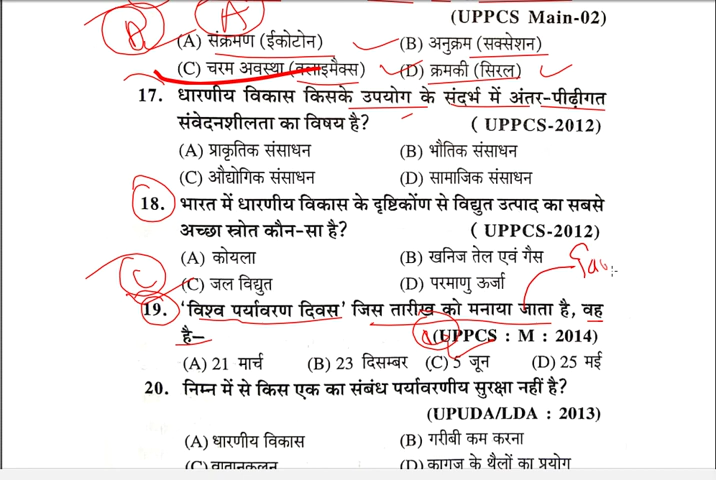 (UPPCS Main-02)
A A
(A) संक्रमण (ईकोटोन) (B) अनुक्रम (सक्सेशन)
(C) चरम अवस्था (क्लाइमैक्स) (D) क्रमकी (सिरल)
17. धारणीय विकास किसके उपयोग के संदर्भ में अंतर-पीढ़ीगत
संवेदनशीलता का विषय है? ( UPPCS-2012)
(A) प्राकृतिक संसाधन (B) भौतिक संसाधन
(C) औद्योगिक संसाधन (D) सामाजिक संसाधन
18. भारत में धारणीय विकास के दृष्टिकोंण से विद्युत उत्पाद का सबसे
अच्छा स्त्रोत कौन-सा है? ( UPPCS-2012)
(A) कोयला (B) खनिज तेल एवं गैस
C (C) जल विद्युत (D) परमाणु ऊर्जा
19. 'विश्व पर्यावरण दिवस' जिस तारीख को मनाया जाता है, वह
है– (UPPCS : M : 2014)
(A) 21 मार्च (B) 23 दिसम्बर (C) 5 जून (D) 25 मई
20. निम्न में से किस एक का संबंध पर्यावरणीय सुरक्षा नहीं है?
(UPUDA/LDA : 2013)
(A) धारणीय विकास (B) गरीबी कम करना
(C) वातानुकूलन (D) कागज के थैलों का प्रयोग